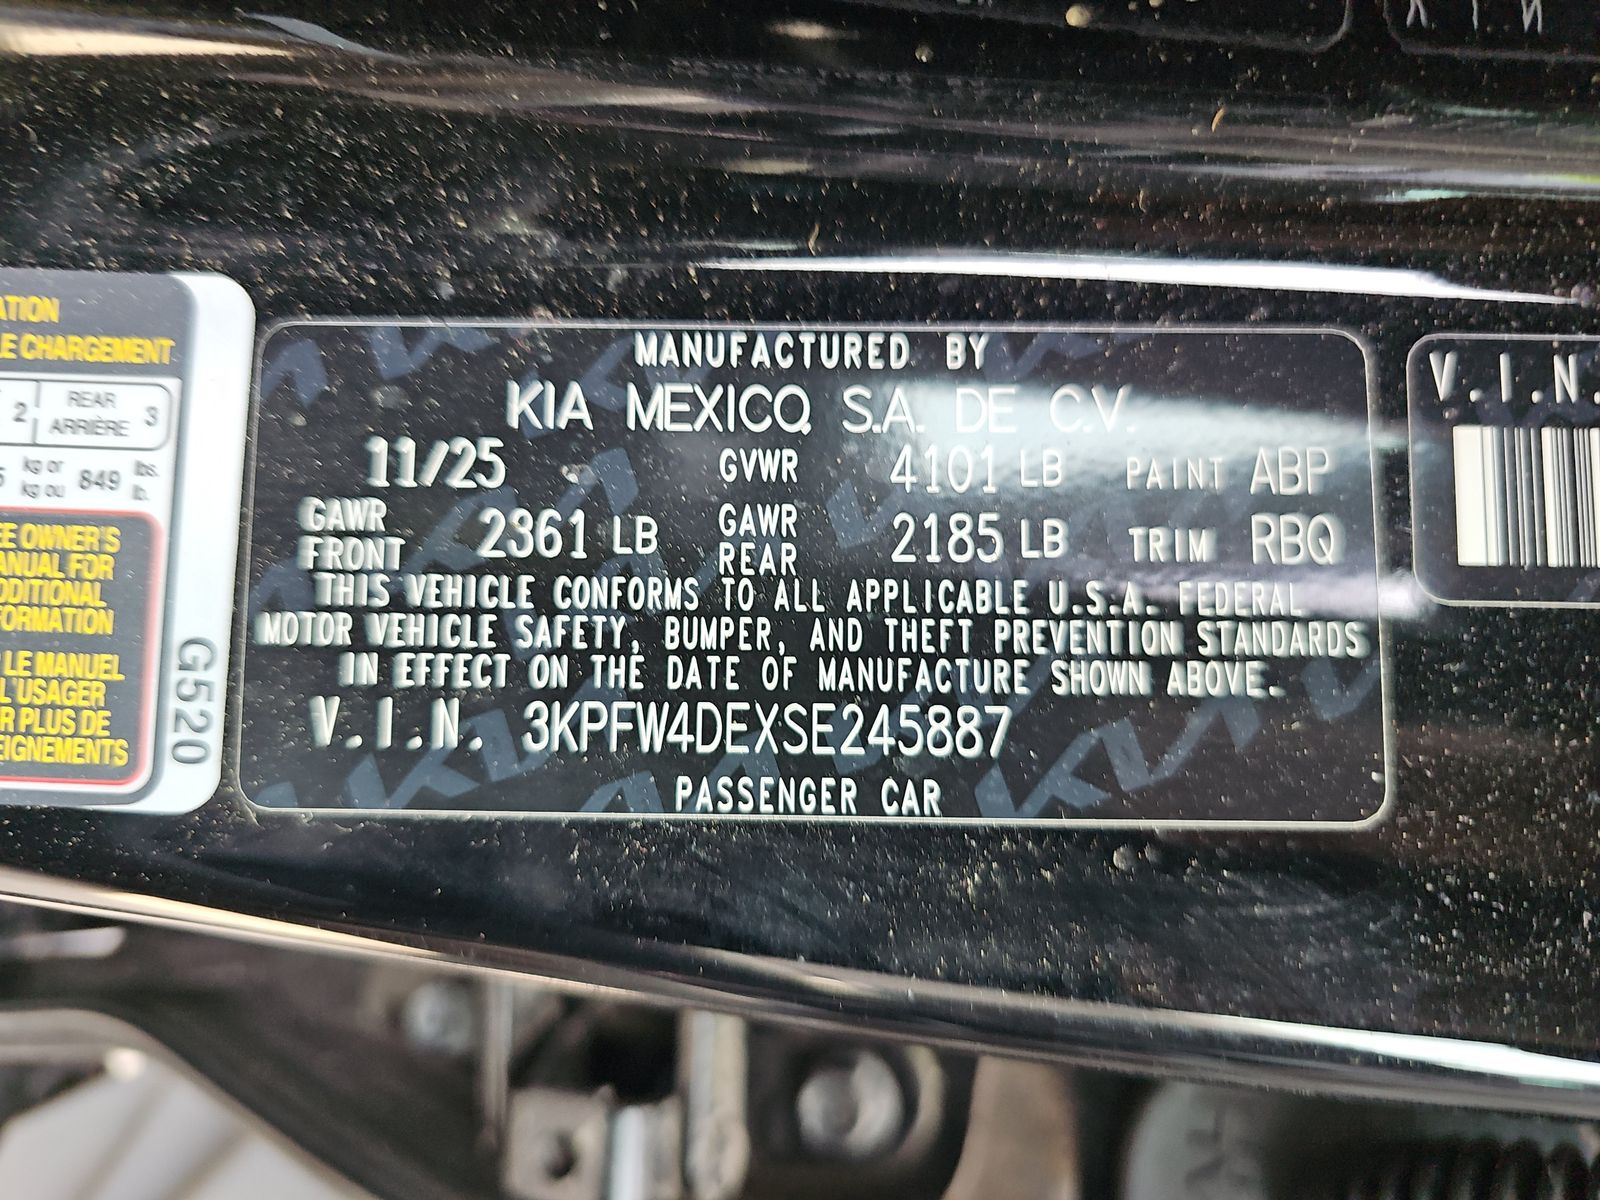 ATION
LE CHARGEMENT
2 REAR ARRIÈRE 3
5 kg or kg ou 849 lbs. lb.
EE OWNER'S
ANUAL FOR
DDITIONAL
FORMATION
LE MANUEL
L'USAGER
R PLUS DE
EIGNEMENTS
G520
MANUFACTURED BY
KIA MEXICO, S.A. DE C.V.
11/25 GVWR 4101 LB PAINT ABP
GAWR FRONT 2361 LB GAWR REAR 2185 LB TRIM RBQ
THIS VEHICLE CONFORMS TO ALL APPLICABLE U.S.A. FEDERAL
MOTOR VEHICLE SAFETY, BUMPER, AND THEFT PREVENTION STANDARDS
IN EFFECT ON THE DATE OF MANUFACTURE SHOWN ABOVE.
V.I.N. 3KPFW4DEXSE245887
PASSENGER CAR
V.I.N.